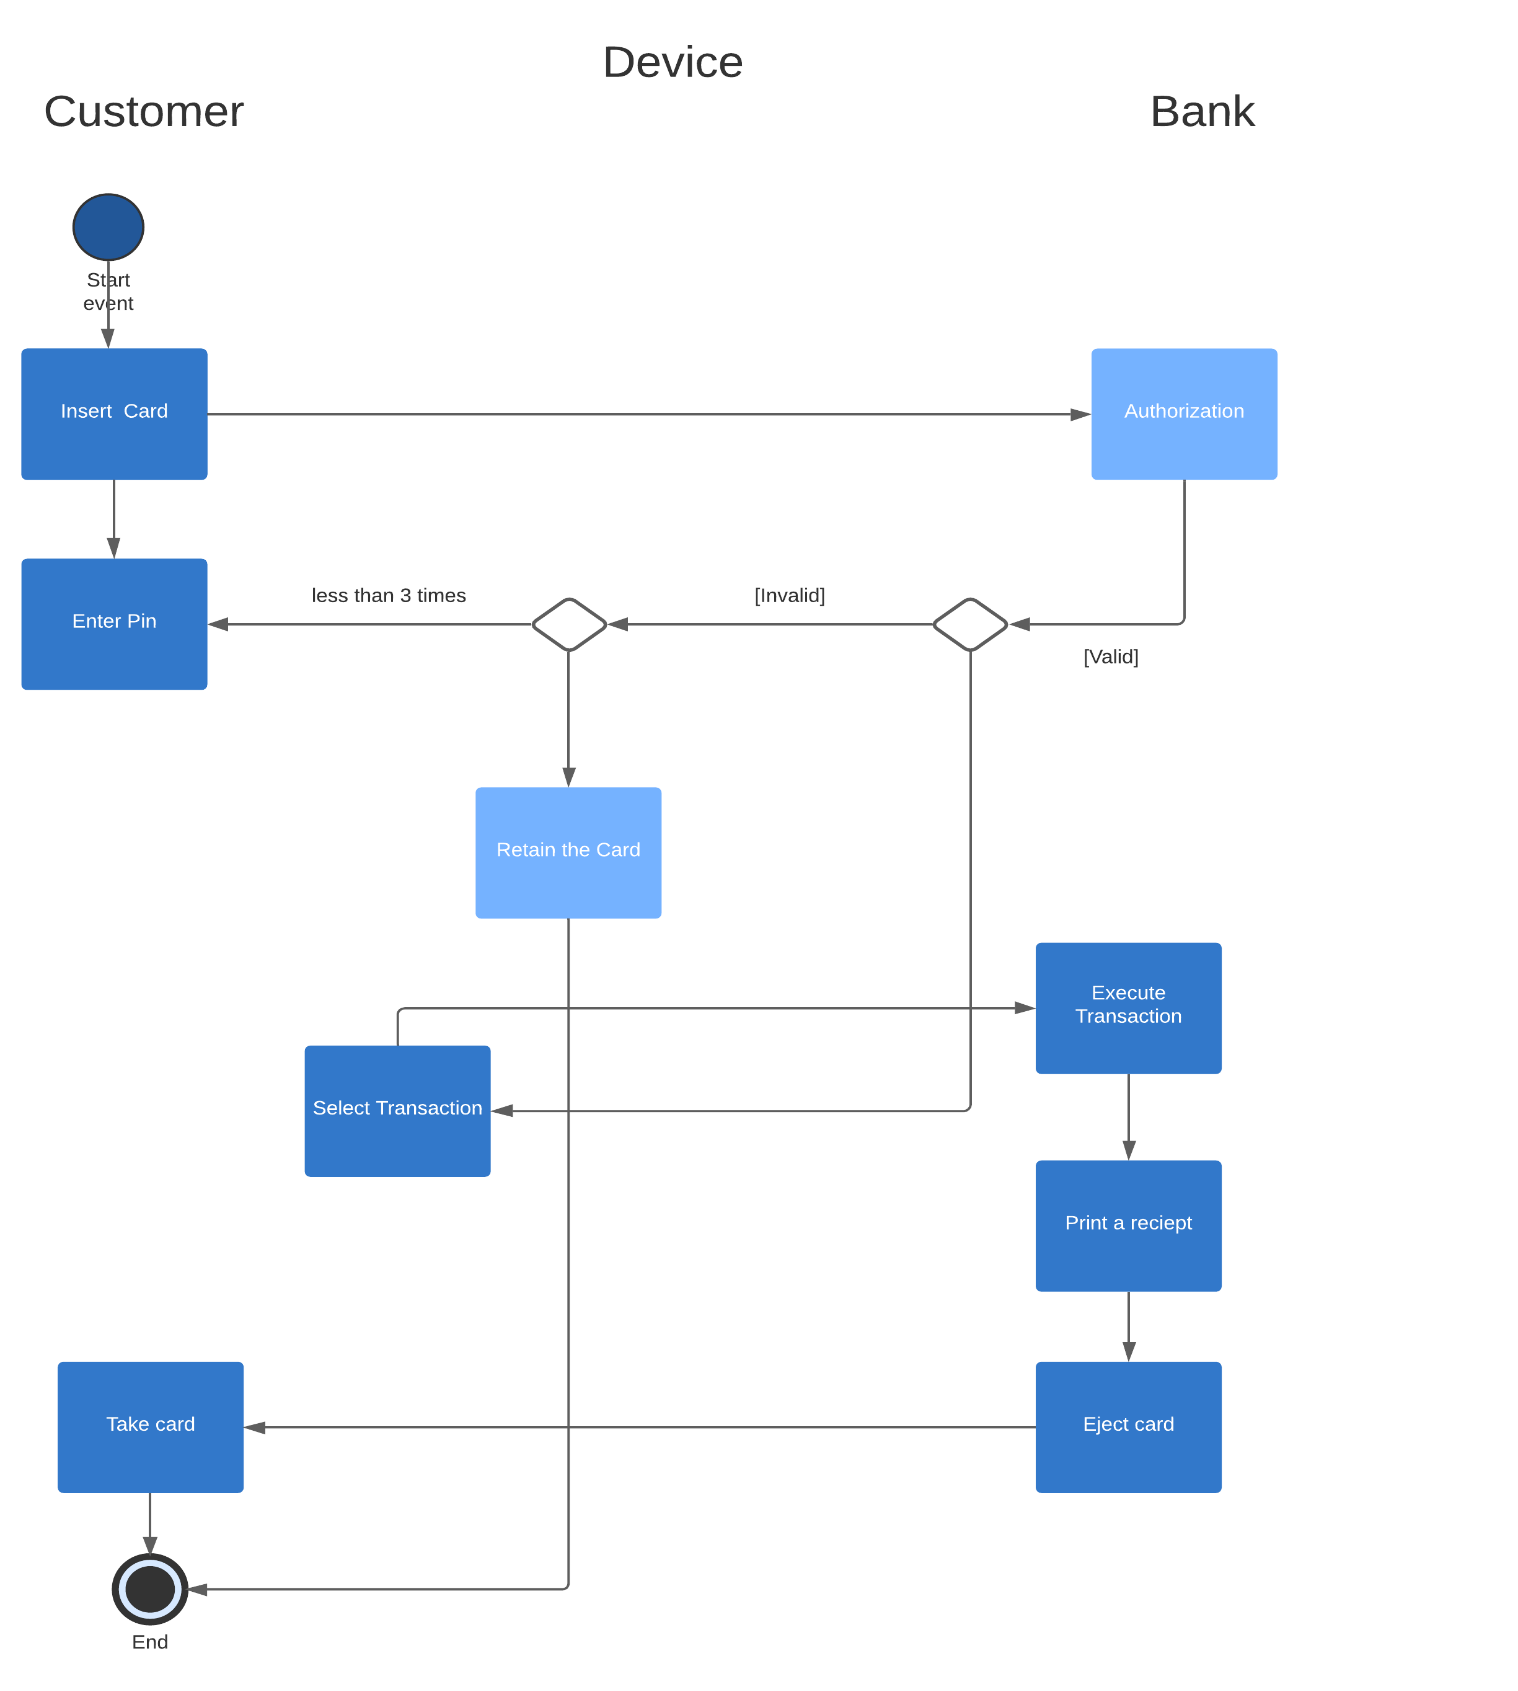 Device
Customer
Bank
Start
event
Insert  Card
Authorization
less than 3 times
[Invalid]
Enter Pin
[Valid]
Retain the Card
Execute
Transaction
Select Transaction
Print a reciept
Take card
Eject card
End